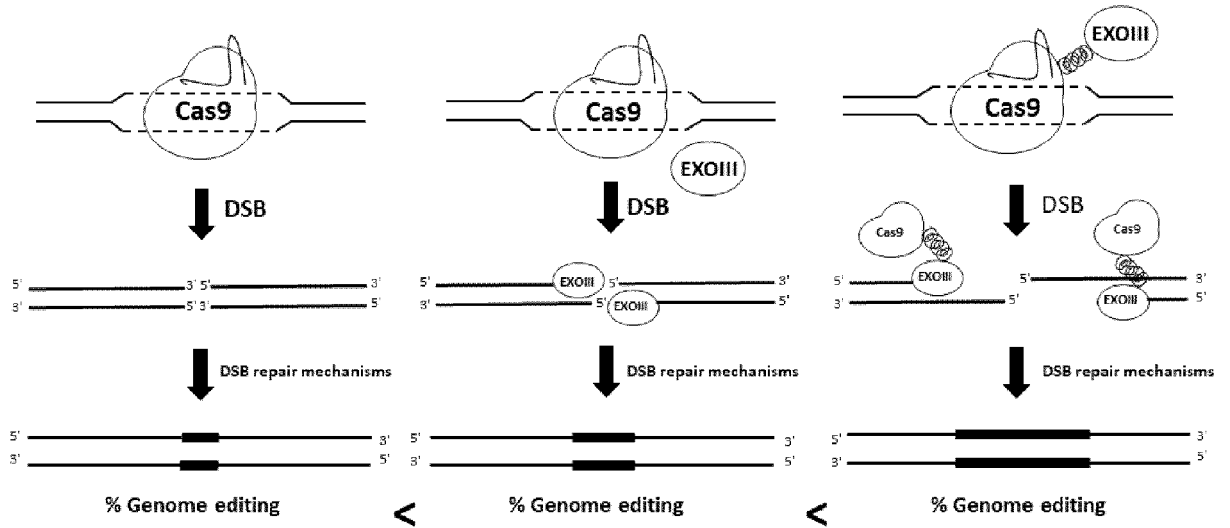 Cas9
DSB
5' 3' 5' 3'
3' 5' 3' 5'
DSB repair mechanisms
5' 3'
3' 5'
% Genome editing
<
Cas9
EXOIII
DSB
5' EXOIII 5' 3'
3' 5' EXOIII 5'
DSB repair mechanisms
5' 3'
3' 5'
% Genome editing
<
EXOIII
Cas9
DSB
Cas9
Cas9
5' EXOIII 5' 3'
3' 5' EXOIII 5'
DSB repair mechanisms
5' 3'
3' 5'
% Genome editing